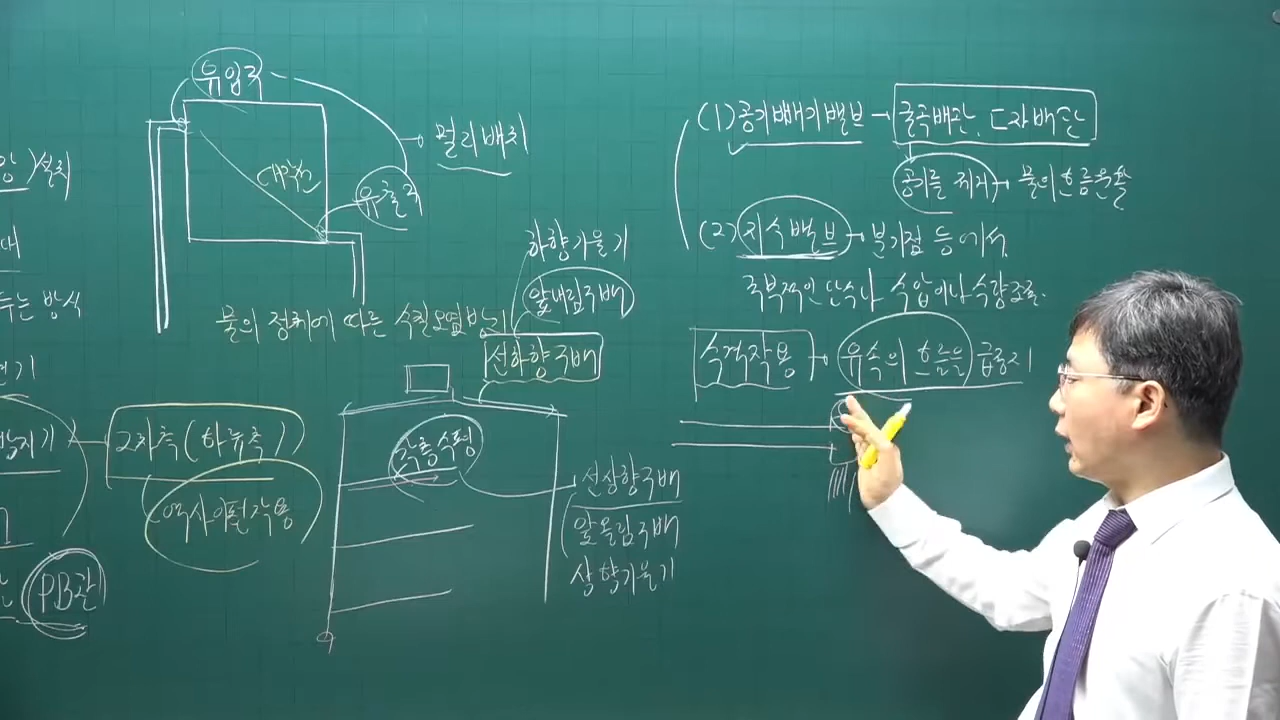 유입구
멀리배치
대각선
유출구
물의 정체에 따른 수질오염방지
하향기울기
앞내림구배
선하향구배
각층수평
선상향구배
앞올림구배
상향기울기
설치
대
두는 방식
2차측(하류측)
역사이펀작용
PB관
(1) 공기빼기밸브 → 굴곡배관, ㄷ자배관
공기를 제거 → 물의흐름원활
(2) 지수밸브 → 분기점 등에서
국부적인 단수나 수압이나 수량조절
수격작용 → 유속의 흐름을 급중지